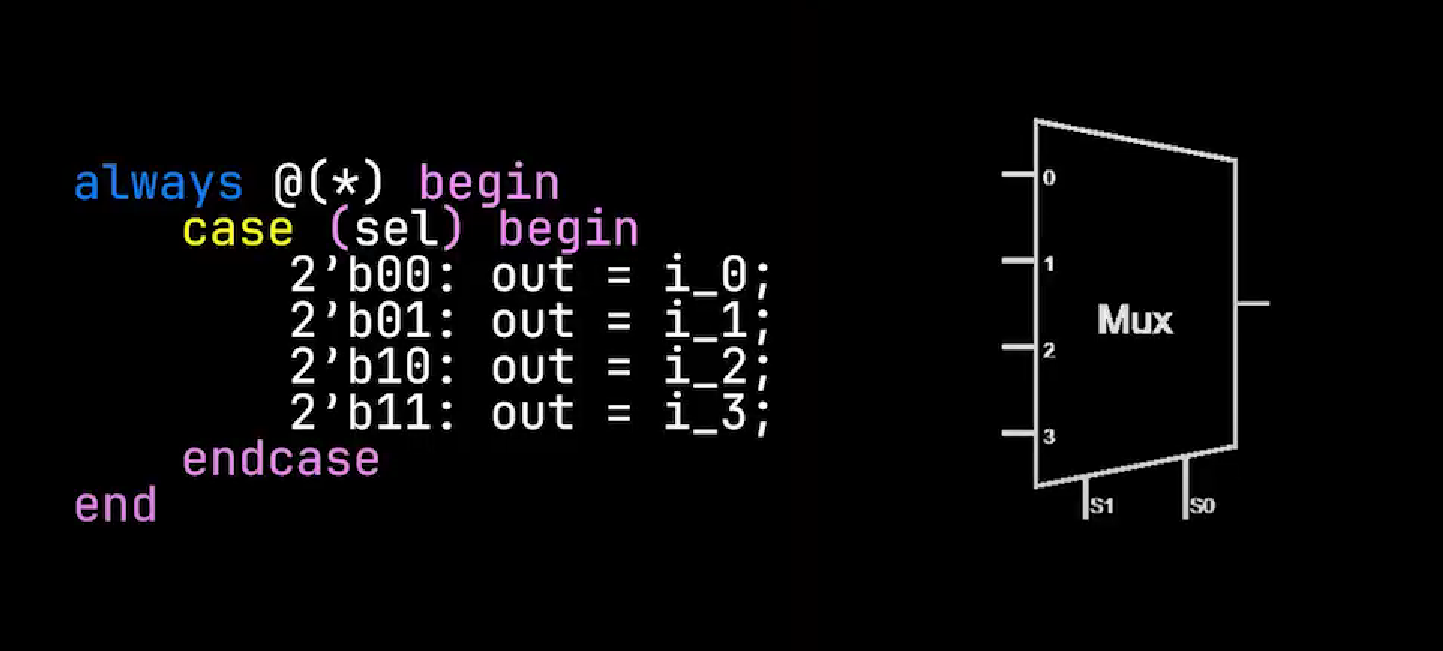 always @(*) begin
case (sel) begin
2’b00: out = i_0;
2’b01: out = i_1;
2’b10: out = i_2;
2’b11: out = i_3;
endcase
end
0
1
Mux
2
3
S1
S0